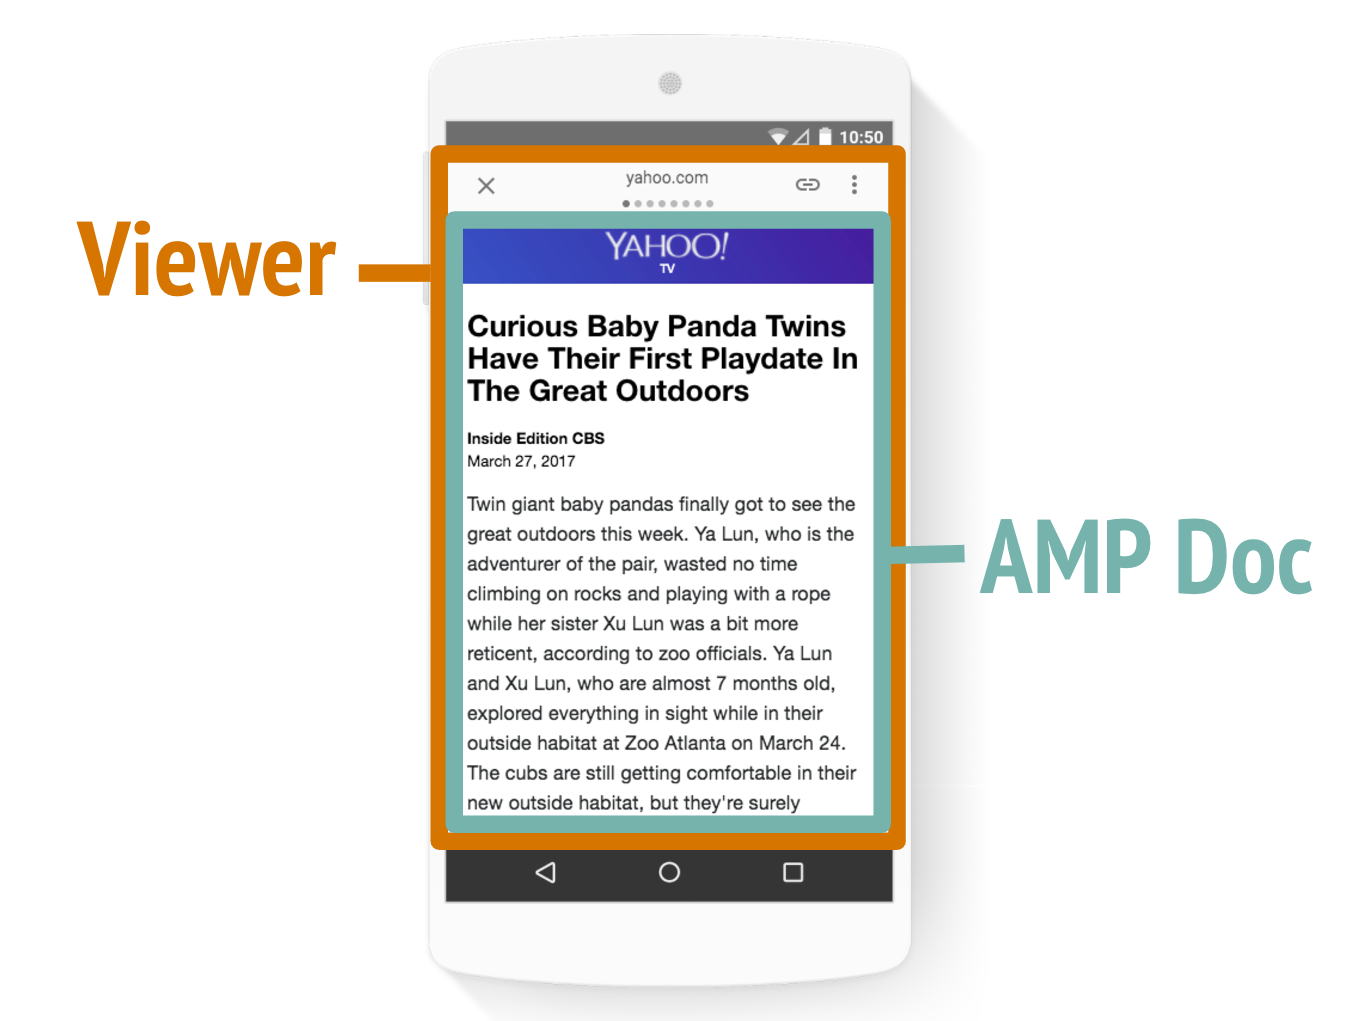 10:50
yahoo.com
Viewer
YAHOO!
TV
Curious Baby Panda Twins
Have Their First Playdate In
The Great Outdoors
Inside Edition CBS
March 27, 2017
Twin giant baby pandas finally got to see the
great outdoors this week. Ya Lun, who is the
adventurer of the pair, wasted no time
climbing on rocks and playing with a rope
while her sister Xu Lun was a bit more
reticent, according to zoo officials. Ya Lun
and Xu Lun, who are almost 7 months old,
explored everything in sight while in their
outside habitat at Zoo Atlanta on March 24.
The cubs are still getting comfortable in their
new outside habitat, but they're surely
AMP Doc